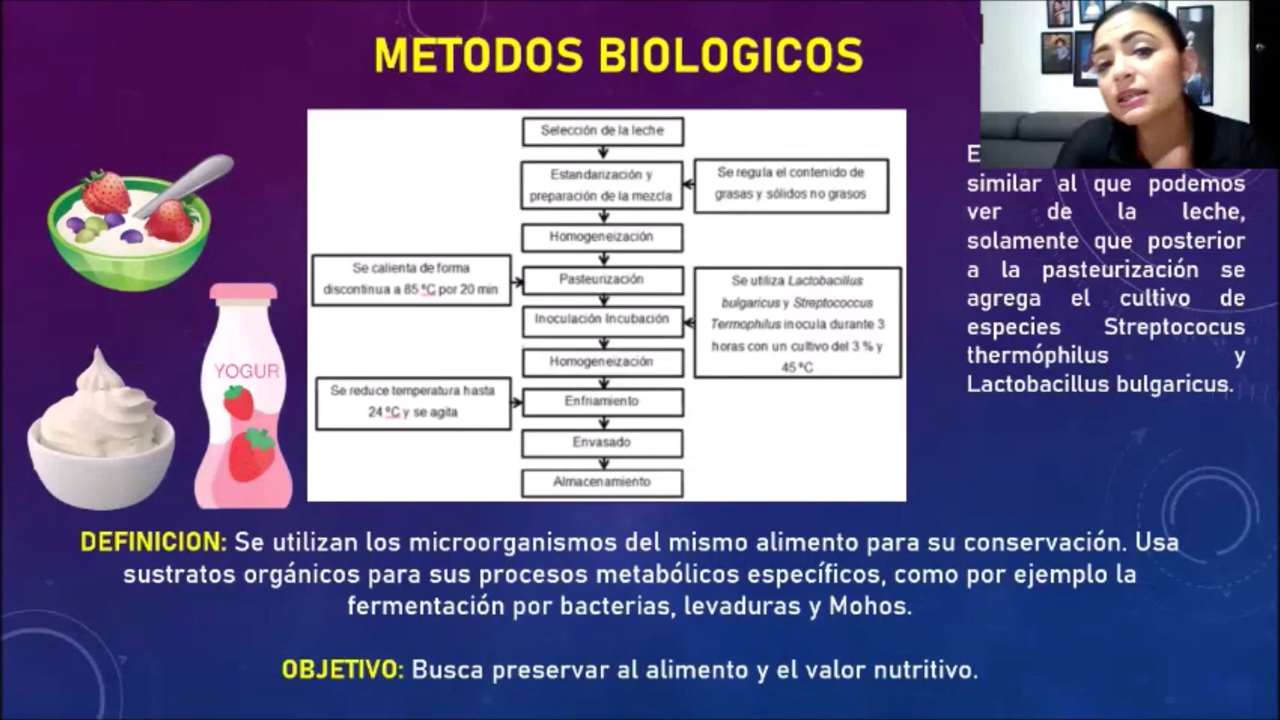 METODOS BIOLOGICOS
Selección de la leche
Estandarización y
preparación de la mezcla
Se regula el contenido de
grasas y sólidos no grasos
Homogeneización
Se calienta de forma
discontinua a 85 ºC por 20 min
Pasteurización
Inoculación Incubación
Se utiliza Lactobacillus
bulgaricus y Streptococcus
Termophilus inocula durante 3
horas con un cultivo del 3 % y
45 ºC
Homogeneización
Se reduce temperatura hasta
24 ºC y se agita
Enfriamiento
Envasado
Almacenamiento
YOGUR
E
similar al que podemos
ver de la leche,
solamente que posterior
a la pasteurización se
agrega el cultivo de
especies Streptococus
thermóphilus y
Lactobacillus bulgaricus.
DEFINICION: Se utilizan los microorganismos del mismo alimento para su conservación. Usa
sustratos orgánicos para sus procesos metabólicos específicos, como por ejemplo la
fermentación por bacterias, levaduras y Mohos.
OBJETIVO: Busca preservar al alimento y el valor nutritivo.